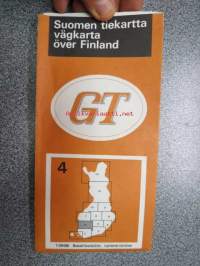 Suomen tiekartta
vägkarta
över Finland
GT
4